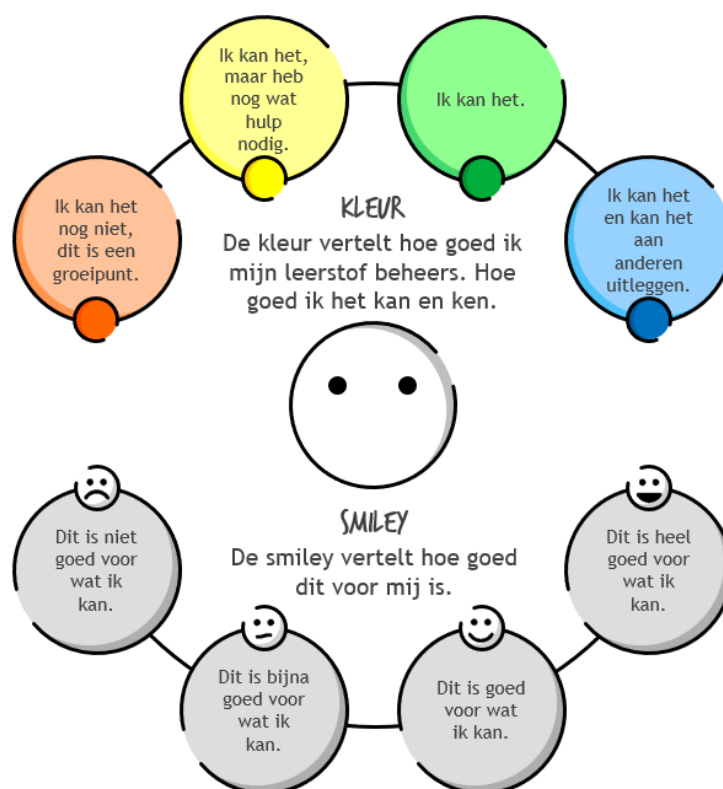 Ik kan het,
maar heb
nog wat
hulp
nodig.
Ik kan het.
Ik kan het
nog niet,
dit is een
groeipunt.
Ik kan het
en kan het
aan
anderen
uitleggen.
KLEUR
De kleur vertelt hoe goed ik
mijn leerstof beheers. Hoe
goed ik het kan en ken.
Dit is niet
goed voor
wat ik
kan.
SMILEY
De smiley vertelt hoe goed
dit voor mij is.
Dit is heel
goed voor
wat ik
kan.
Dit is bijna
goed voor
wat ik
kan.
Dit is goed
voor wat
ik kan.